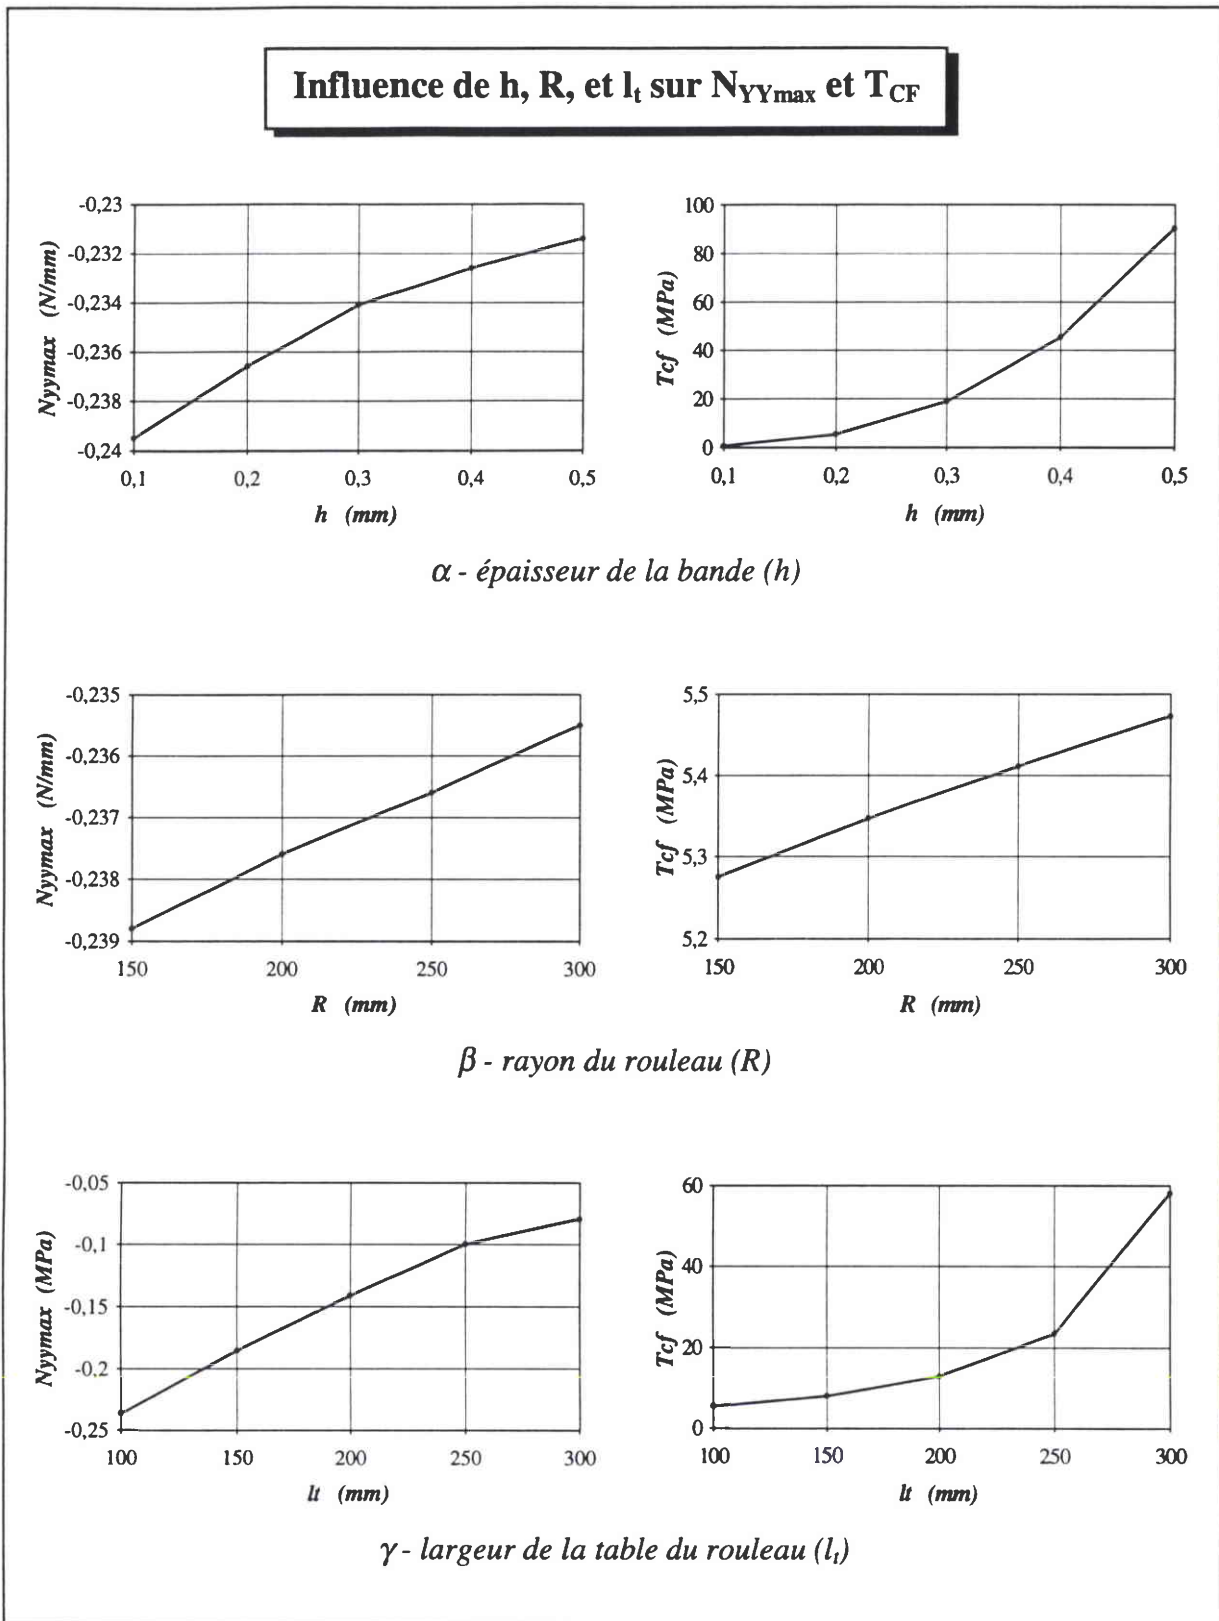 Influence de h, R, et lt sur NYYmax et TCF
Nyymax (N/mm)
-0,23
-0,232
-0,234
-0,236
-0,238
-0,24
0,1 0,2 0,3 0,4 0,5
h (mm)
Tcf (MPa)
100
80
60
40
20
0
0,1 0,2 0,3 0,4 0,5
h (mm)
α - épaisseur de la bande (h)
Nyymax (N/mm)
-0,235
-0,236
-0,237
-0,238
-0,239
150 200 250 300
R (mm)
Tcf (MPa)
5,5
5,4
5,3
5,2
150 200 250 300
R (mm)
β - rayon du rouleau (R)
Nyymax (MPa)
-0,05
-0,1
-0,15
-0,2
-0,25
100 150 200 250 300
lt (mm)
Tcf (MPa)
60
40
20
0
100 150 200 250 300
lt (mm)
γ - largeur de la table du rouleau (lt)